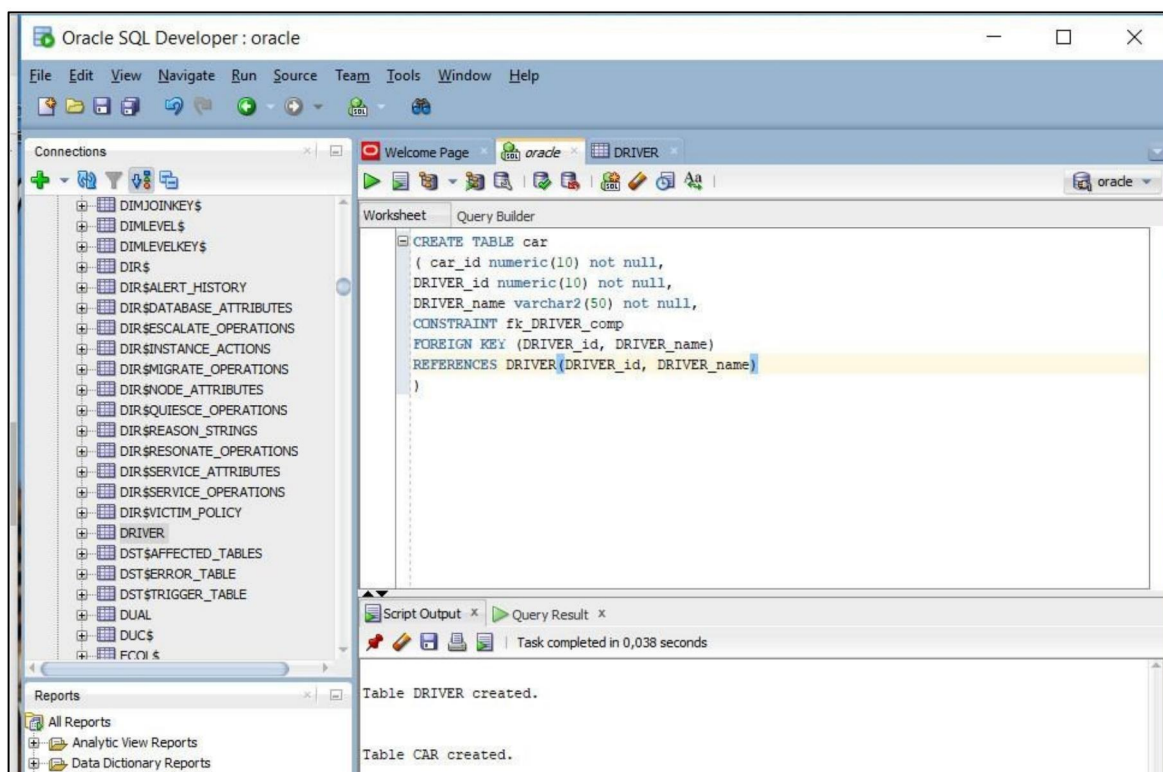 Oracle SQL Developer : oracle
File Edit View Navigate Run Source Team Tools Window Help
Connections
DIMJOINKEY$
DIMLEVEL$
DIMLEVELKEY$
DIR$
DIR$ALERT_HISTORY
DIR$DATABASE_ATTRIBUTES
DIR$ESCALATE_OPERATIONS
DIR$INSTANCE_ACTIONS
DIR$MIGRATE_OPERATIONS
DIR$NODE_ATTRIBUTES
DIR$QUIESCE_OPERATIONS
DIR$REASON_STRINGS
DIR$RESONATE_OPERATIONS
DIR$SERVICE_ATTRIBUTES
DIR$SERVICE_OPERATIONS
DIR$VICTIM_POLICY
DRIVER
DST$AFFECTED_TABLES
DST$ERROR_TABLE
DST$TRIGGER_TABLE
DUAL
DUC$
ECOL$
Reports
All Reports
Analytic View Reports
Data Dictionary Reports
Welcome Page oracle DRIVER
oracle
Worksheet Query Builder
CREATE TABLE car
( car_id numeric(10) not null,
DRIVER_id numeric(10) not null,
DRIVER_name varchar2(50) not null,
CONSTRAINT fk_DRIVER_comp
FOREIGN KEY (DRIVER_id, DRIVER_name)
REFERENCES DRIVER(DRIVER_id, DRIVER_name)
)
Script Output x Query Result x
Task completed in 0,038 seconds
Table DRIVER created.
Table CAR created.